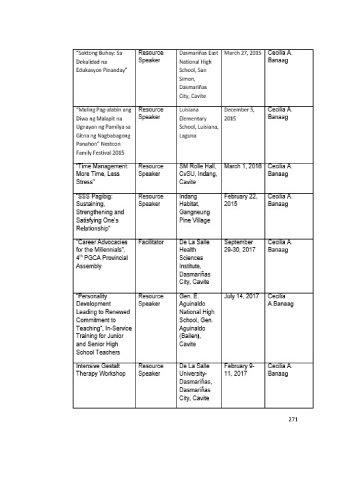 "Saktong Buhay: Sa
Dekalidad na
Edukasyon Pinanday"
Resource
Speaker
Dasmariñas East
National High
School, San
Simon,
Dasmariñas
City, Cavite
March 27, 2015
Cecilia A.
Banaag
"Muling Pag-alabin ang
Diwa ng Malapit na
Ugnayan ng Pamilya sa
Gitna ng Nagbabagong
Panahon" Nestcon
Family Festival 2015
Resource
Speaker
Luisiana
Elementary
School, Luisiana,
Laguna
December 5,
2015
Cecilia A.
Banaag
"Time Management:
More Time, Less
Stress"
Resource
Speaker
SM Rolle Hall,
CvSU, Indang,
Cavite
March 1, 2016
Cecilia A.
Banaag
"SSS Pagibig:
Sustaining,
Strengthening and
Satisfying One's
Relationship"
Resource
Speaker
Indang
Habitat,
Gangneung
Pine Village
February 22,
2015
Cecilia A.
Banaag
"Career Advocacies
for the Millennials",
4th PGCA Provincial
Assembly
Facilitator
De La Salle
Health
Sciences
Institute,
Dasmariñas
City, Cavite
September
29-30, 2017
Cecilia A.
Banaag
"Personality
Development
Leading to Renewed
Commitment to
Teaching", In-Service
Training for Junior
and Senior High
School Teachers
Resource
Speaker
Gen. E.
Aguinaldo
National High
School, Gen.
Aguinaldo
(Bailen),
Cavite
July 14, 2017
Cecilia
A.Banaag
Intensive Gestalt
Therapy Workshop
Resource
Speaker
De La Salle
University-
Dasmariñas,
Dasmariñas
City, Cavite
February 9-
11, 2017
Cecilia A.
Banaag
271